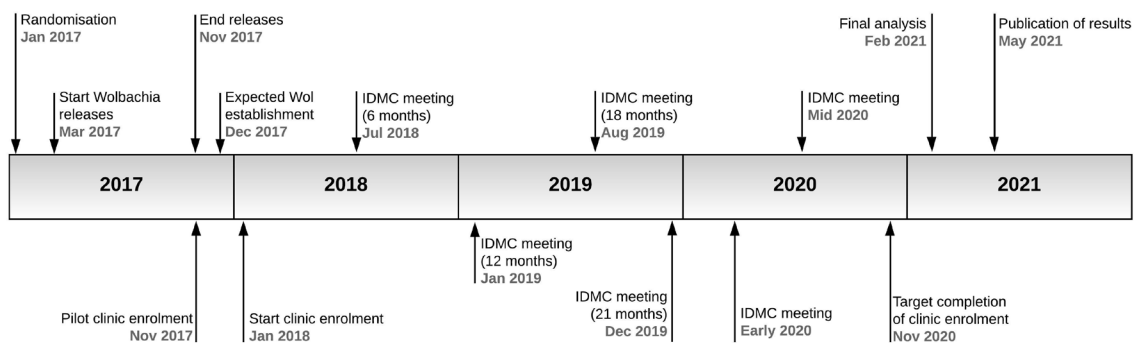 Randomisation
Jan 2017
End releases
Nov 2017
Final analysis
Feb 2021
Publication of results
May 2021
Start Wolbachia
releases
Mar 2017
Expected Wol
establishment
Dec 2017
IDMC meeting
(6 months)
Jul 2018
IDMC meeting
(18 months)
Aug 2019
IDMC meeting
Mid 2020
2017
2018
2019
2020
2021
Pilot clinic enrolment
Nov 2017
Start clinic enrolment
Jan 2018
IDMC meeting
(12 months)
Jan 2019
IDMC meeting
(21 months)
Dec 2019
IDMC meeting
Early 2020
Target completion
of clinic enrolment
Nov 2020